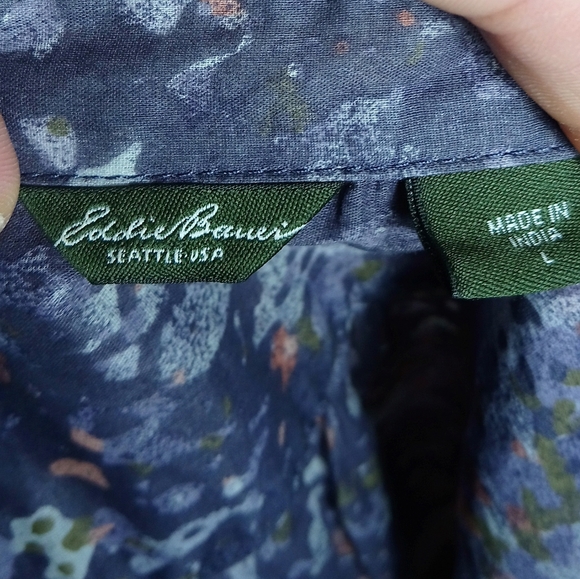 Eddie Bauer
SEATTLE USA
MADE IN
INDIA
L